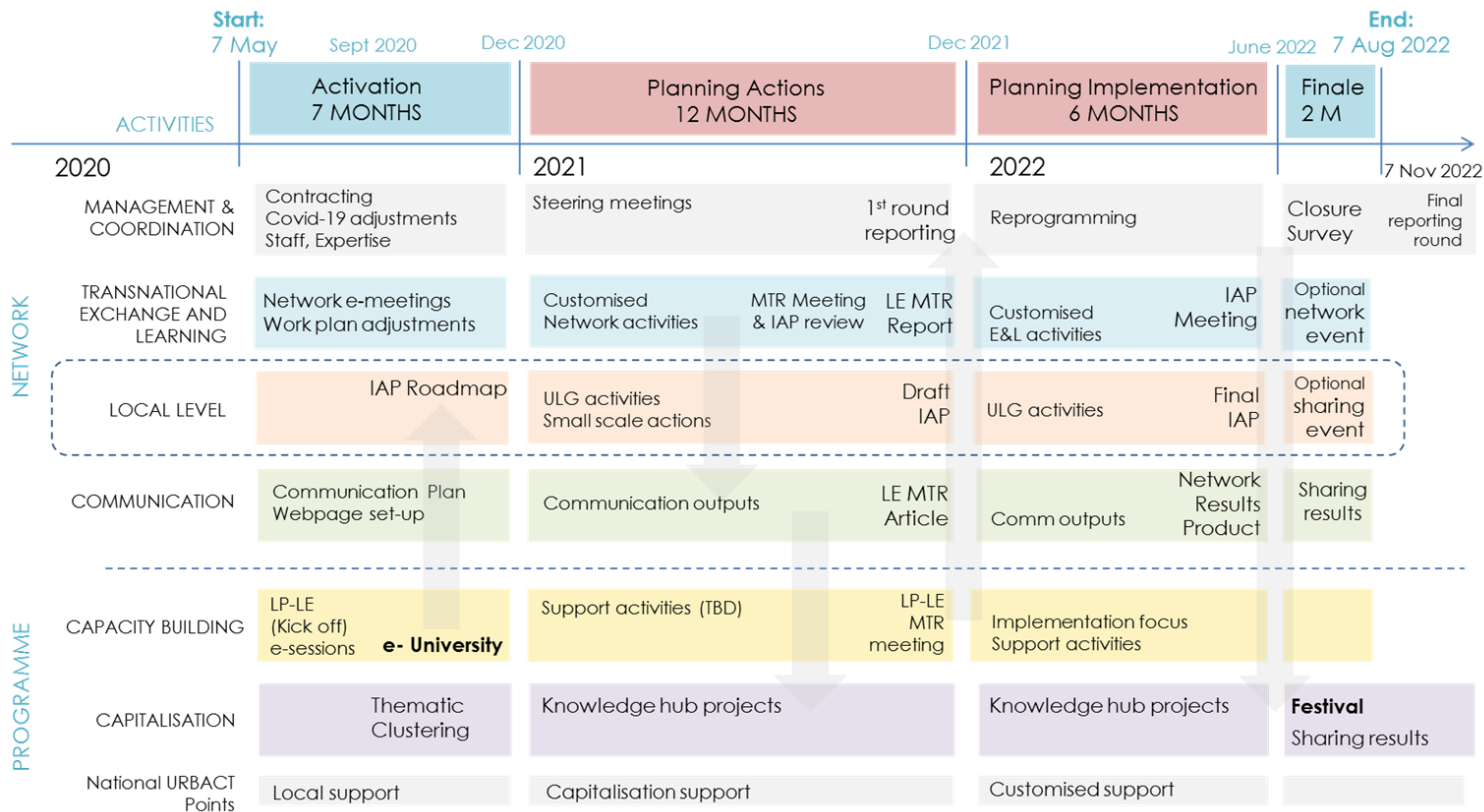 Start:
7 May
Sept 2020
Dec 2020
Dec 2021
June 2022
End:
7 Aug 2022
ACTIVITIES
Activation
7 MONTHS
Planning Actions
12 MONTHS
Planning Implementation
6 MONTHS
Finale
2 M
2020
2021
2022
7 Nov 2022
NETWORK
MANAGEMENT &
COORDINATION
Contracting
Covid-19 adjustments
Staff, Expertise
Steering meetings
1st round
reporting
Reprogramming
Closure
Survey
Final
reporting
round
TRANSNATIONAL
EXCHANGE AND
LEARNING
Network e-meetings
Work plan adjustments
Customised
Network activities
MTR Meeting
& IAP review
LE MTR
Report
Customised
E&L activities
IAP
Meeting
Optional
network
event
LOCAL LEVEL
IAP Roadmap
ULG activities
Small scale actions
Draft
IAP
ULG activities
Final
IAP
Optional
sharing
event
COMMUNICATION
Communication Plan
Webpage set-up
Communication outputs
LE MTR
Article
Comm outputs
Network
Results
Product
Sharing
results
PROGRAMME
CAPACITY BUILDING
LP-LE
(Kick off)
e-sessions
e- University
Support activities (TBD)
LP-LE
MTR
meeting
Implementation focus
Support activities
CAPITALISATION
Thematic
Clustering
Knowledge hub projects
Knowledge hub projects
Festival
Sharing results
National URBACT
Points
Local support
Capitalisation support
Customised support